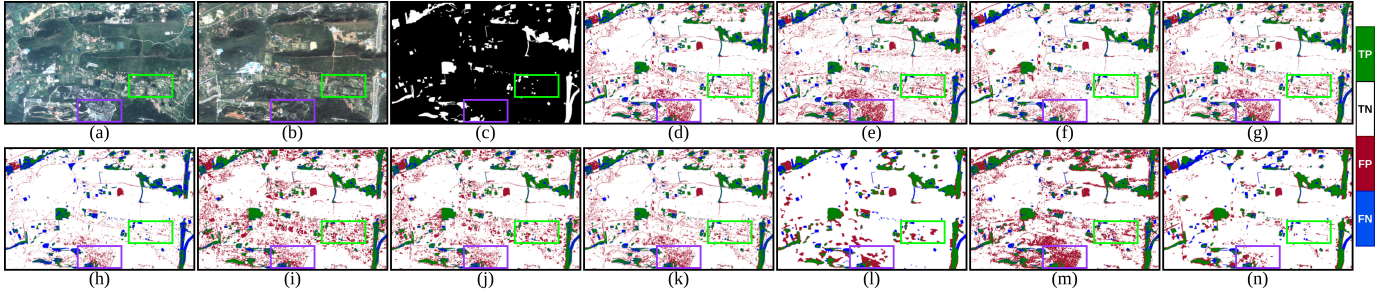 (a) (b) (c) (d) (e) (f) (g)
TP
TN
FP
FN
(h) (i) (j) (k) (l) (m) (n)